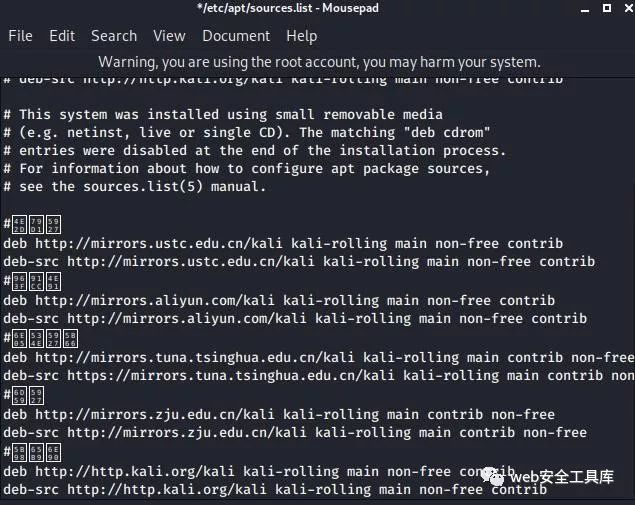 */etc/apt/sources.list - Mousepad
File Edit Search View Document Help
Warning, you are using the root account, you may harm your system.
# deb-src http://http.kali.org/kali kali-rolling main non-free contrib
# This system was installed using small removable media
# (e.g. netinst, live or single CD). The matching "deb cdrom"
# entries were disabled at the end of the installation process.
# For information about how to configure apt package sources,
# see the sources.list(5) manual.
#
deb http://mirrors.ustc.edu.cn/kali kali-rolling main non-free contrib
deb-src http://mirrors.ustc.edu.cn/kali kali-rolling main non-free contrib
#
deb http://mirrors.aliyun.com/kali kali-rolling main non-free contrib
deb-src http://mirrors.aliyun.com/kali kali-rolling main non-free contrib
#
deb http://mirrors.tuna.tsinghua.edu.cn/kali kali-rolling main contrib non-free
deb-src https://mirrors.tuna.tsinghua.edu.cn/kali kali-rolling main contrib non
#
deb http://mirrors.zju.edu.cn/kali kali-rolling main contrib non-free
deb-src http://mirrors.zju.edu.cn/kali kali-rolling main contrib non-free
#
deb http://http.kali.org/kali kali-rolling main non-free contrib
deb-src http://http.kali.org/kali kali-rolling main non-free contrib
web安全工具库